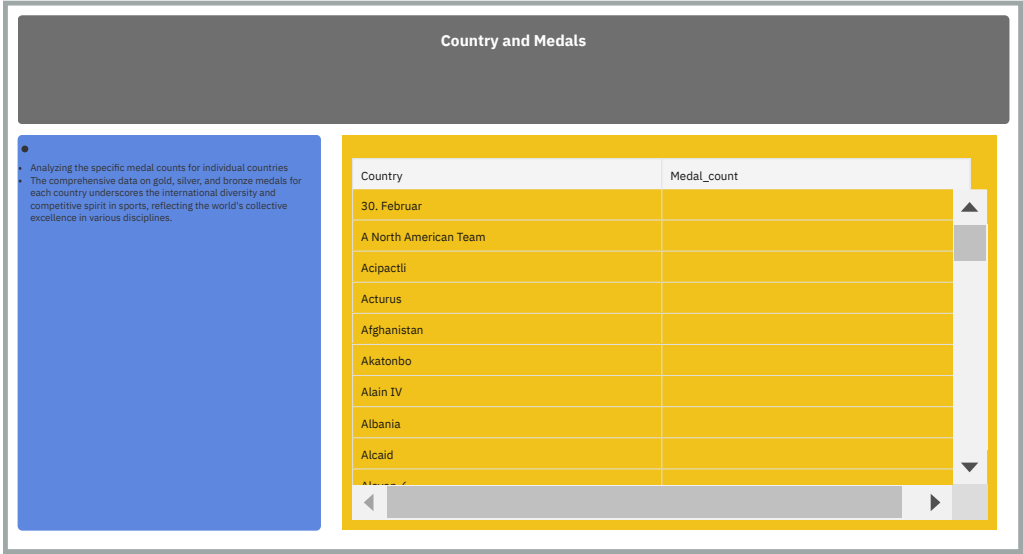 Country and Medals
• Analyzing the specific medal counts for individual countries
• The comprehensive data on gold, silver, and bronze medals for
each country underscores the international diversity and
competitive spirit in sports, reflecting the world's collective
excellence in various disciplines.
Country Medal_count
30. Februar
A North American Team
Acipactli
Acturus
Afghanistan
Akatonbo
Alain IV
Albania
Alcaid